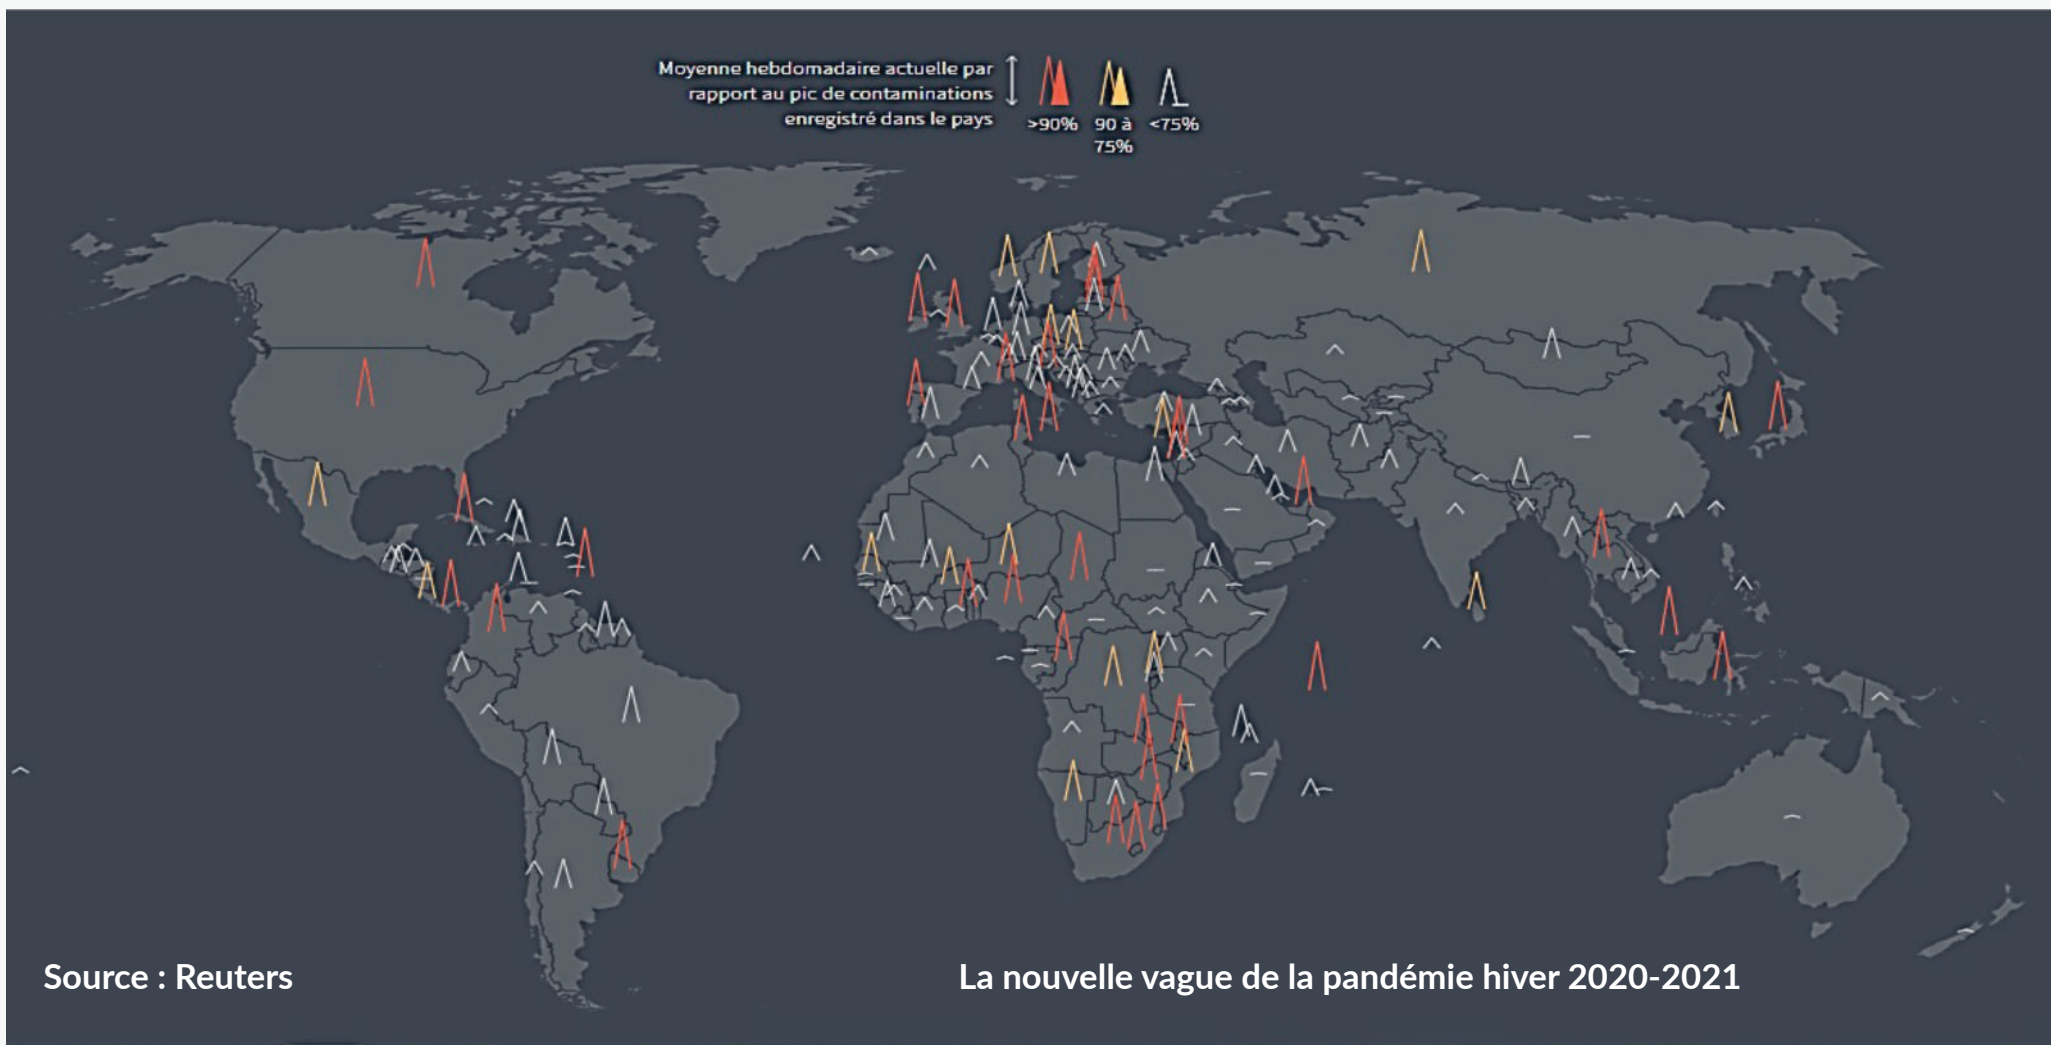 Moyenne hebdomadaire actuelle par
rapport au pic de contaminations
enregistré dans le pays
>90%
90 à
75%
<75%
Source : Reuters
La nouvelle vague de la pandémie hiver 2020-2021